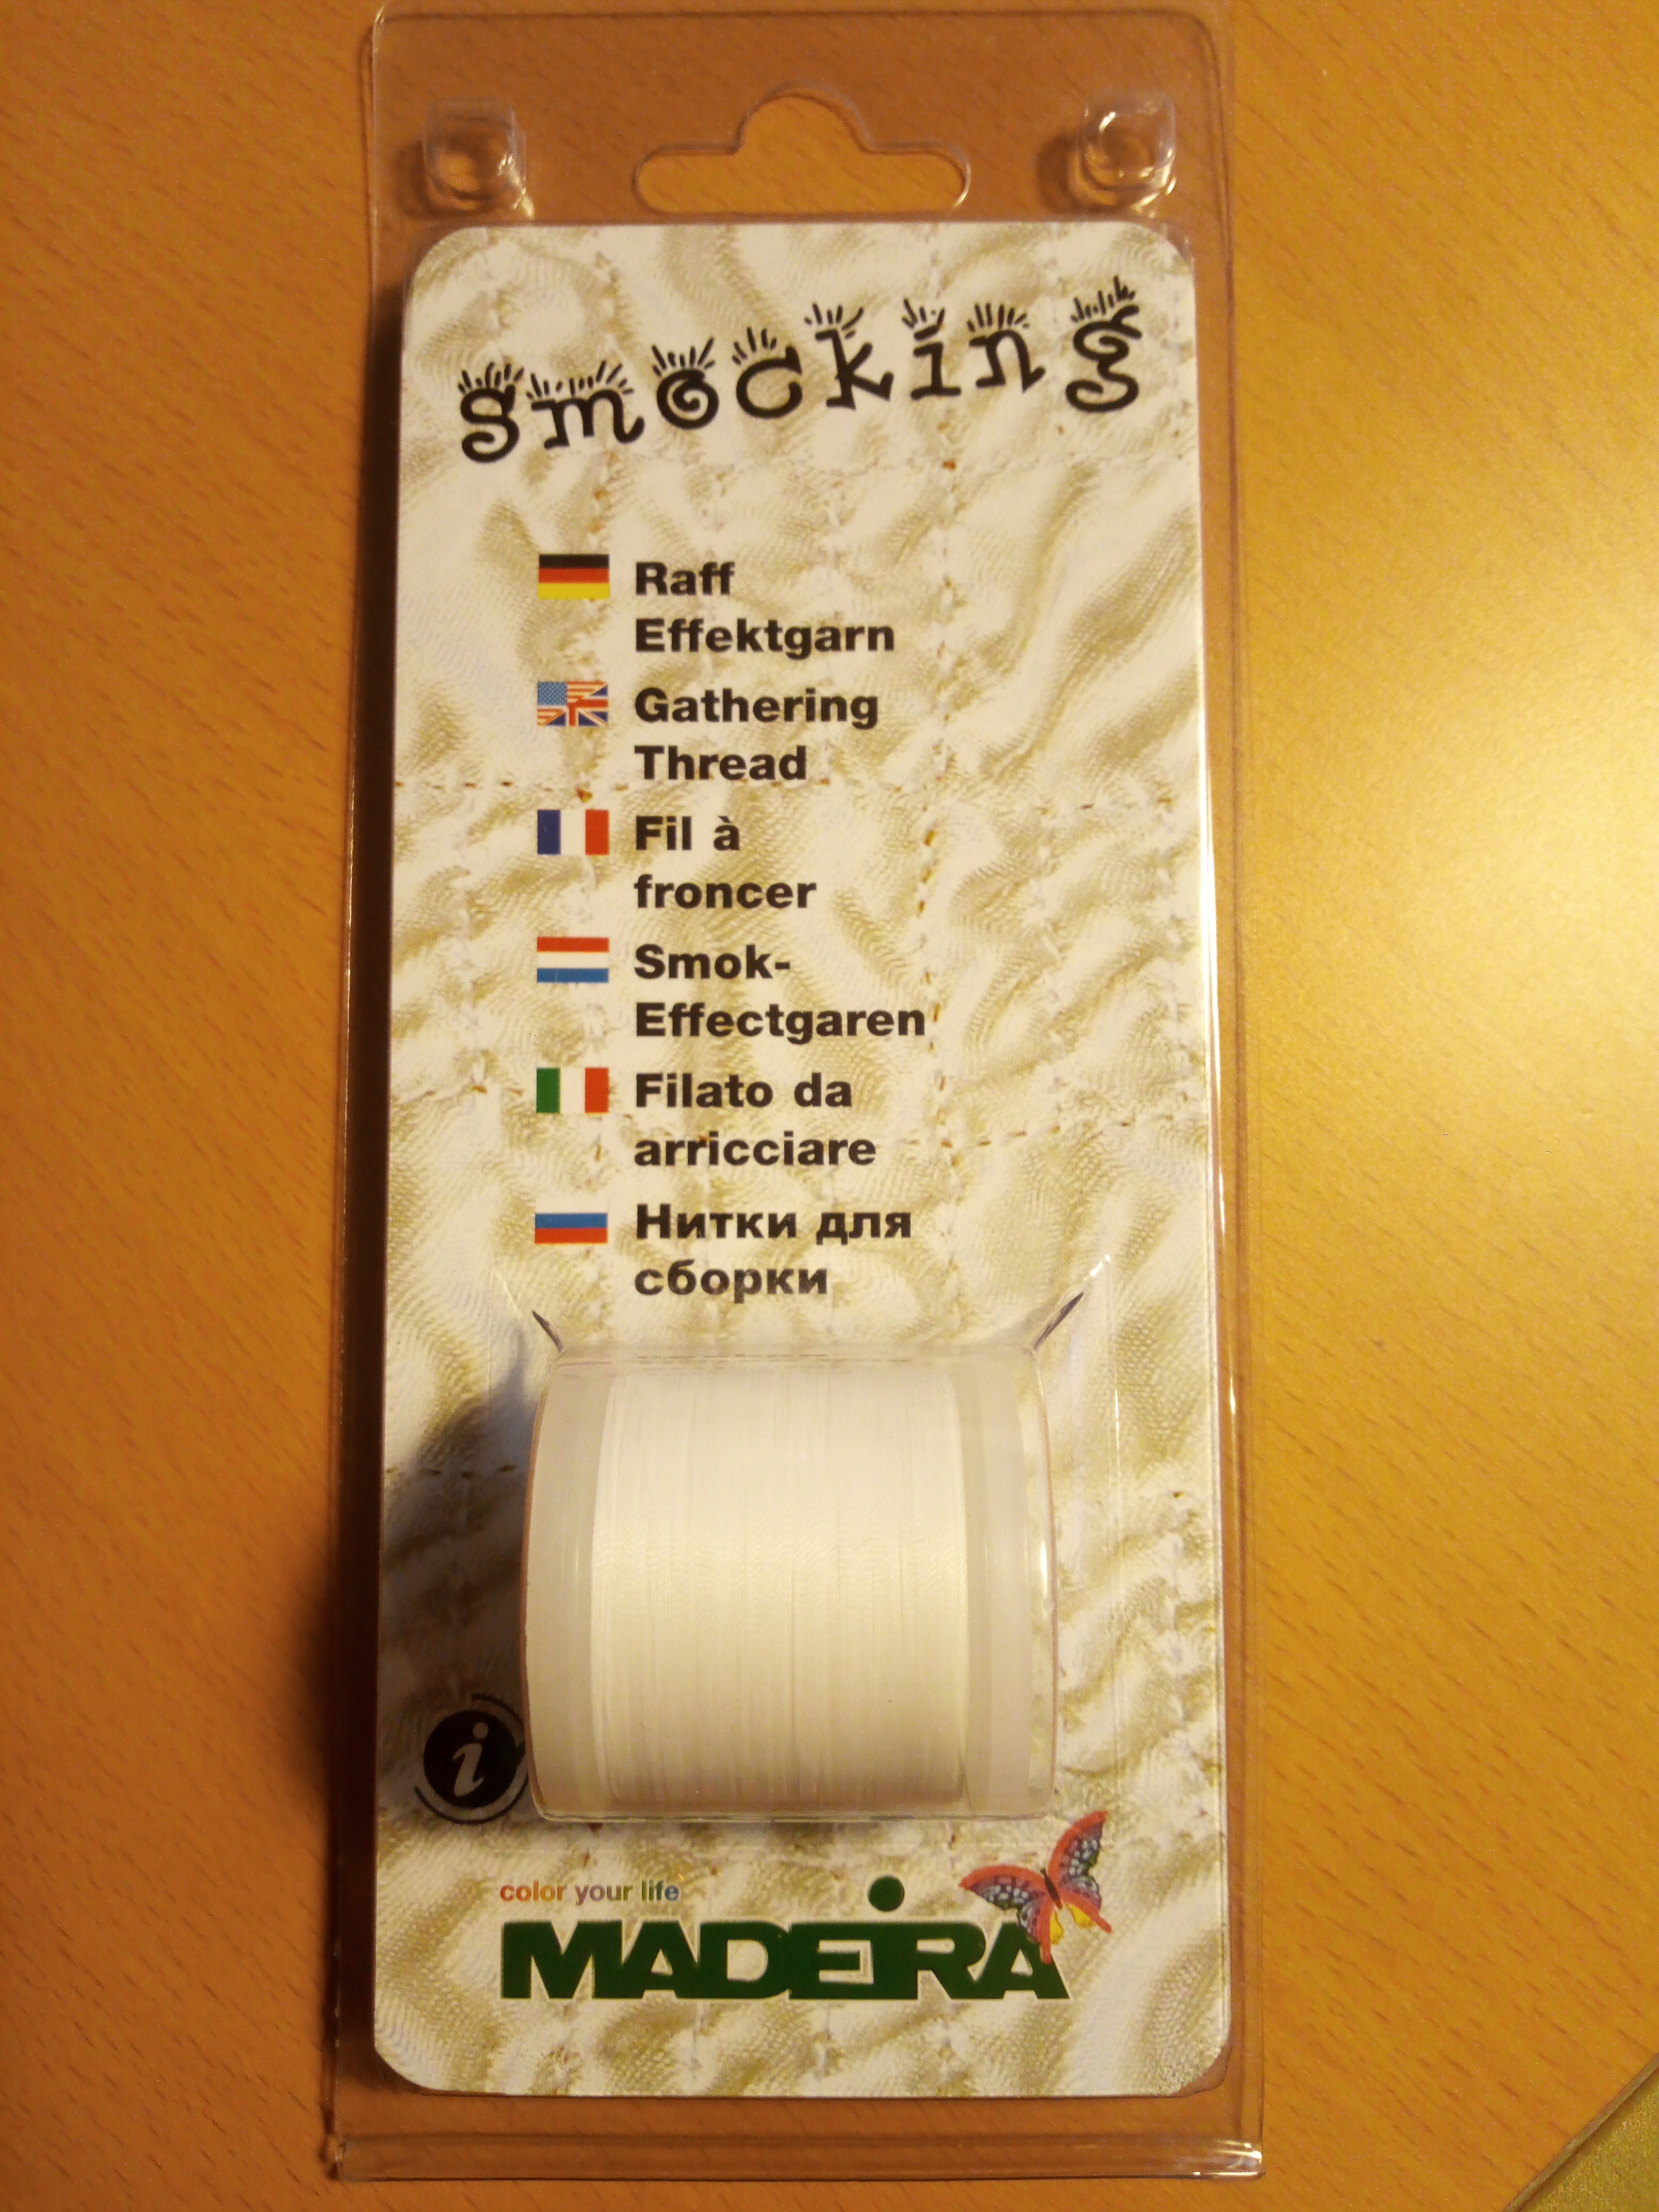 Smocking
Raff
Effektgarn
Gathering
Thread
Fil à
froncer
Smok-
Effectgaren
Filato da
arricciare
Нитки для
сборки
i
color your life
MADEIRA